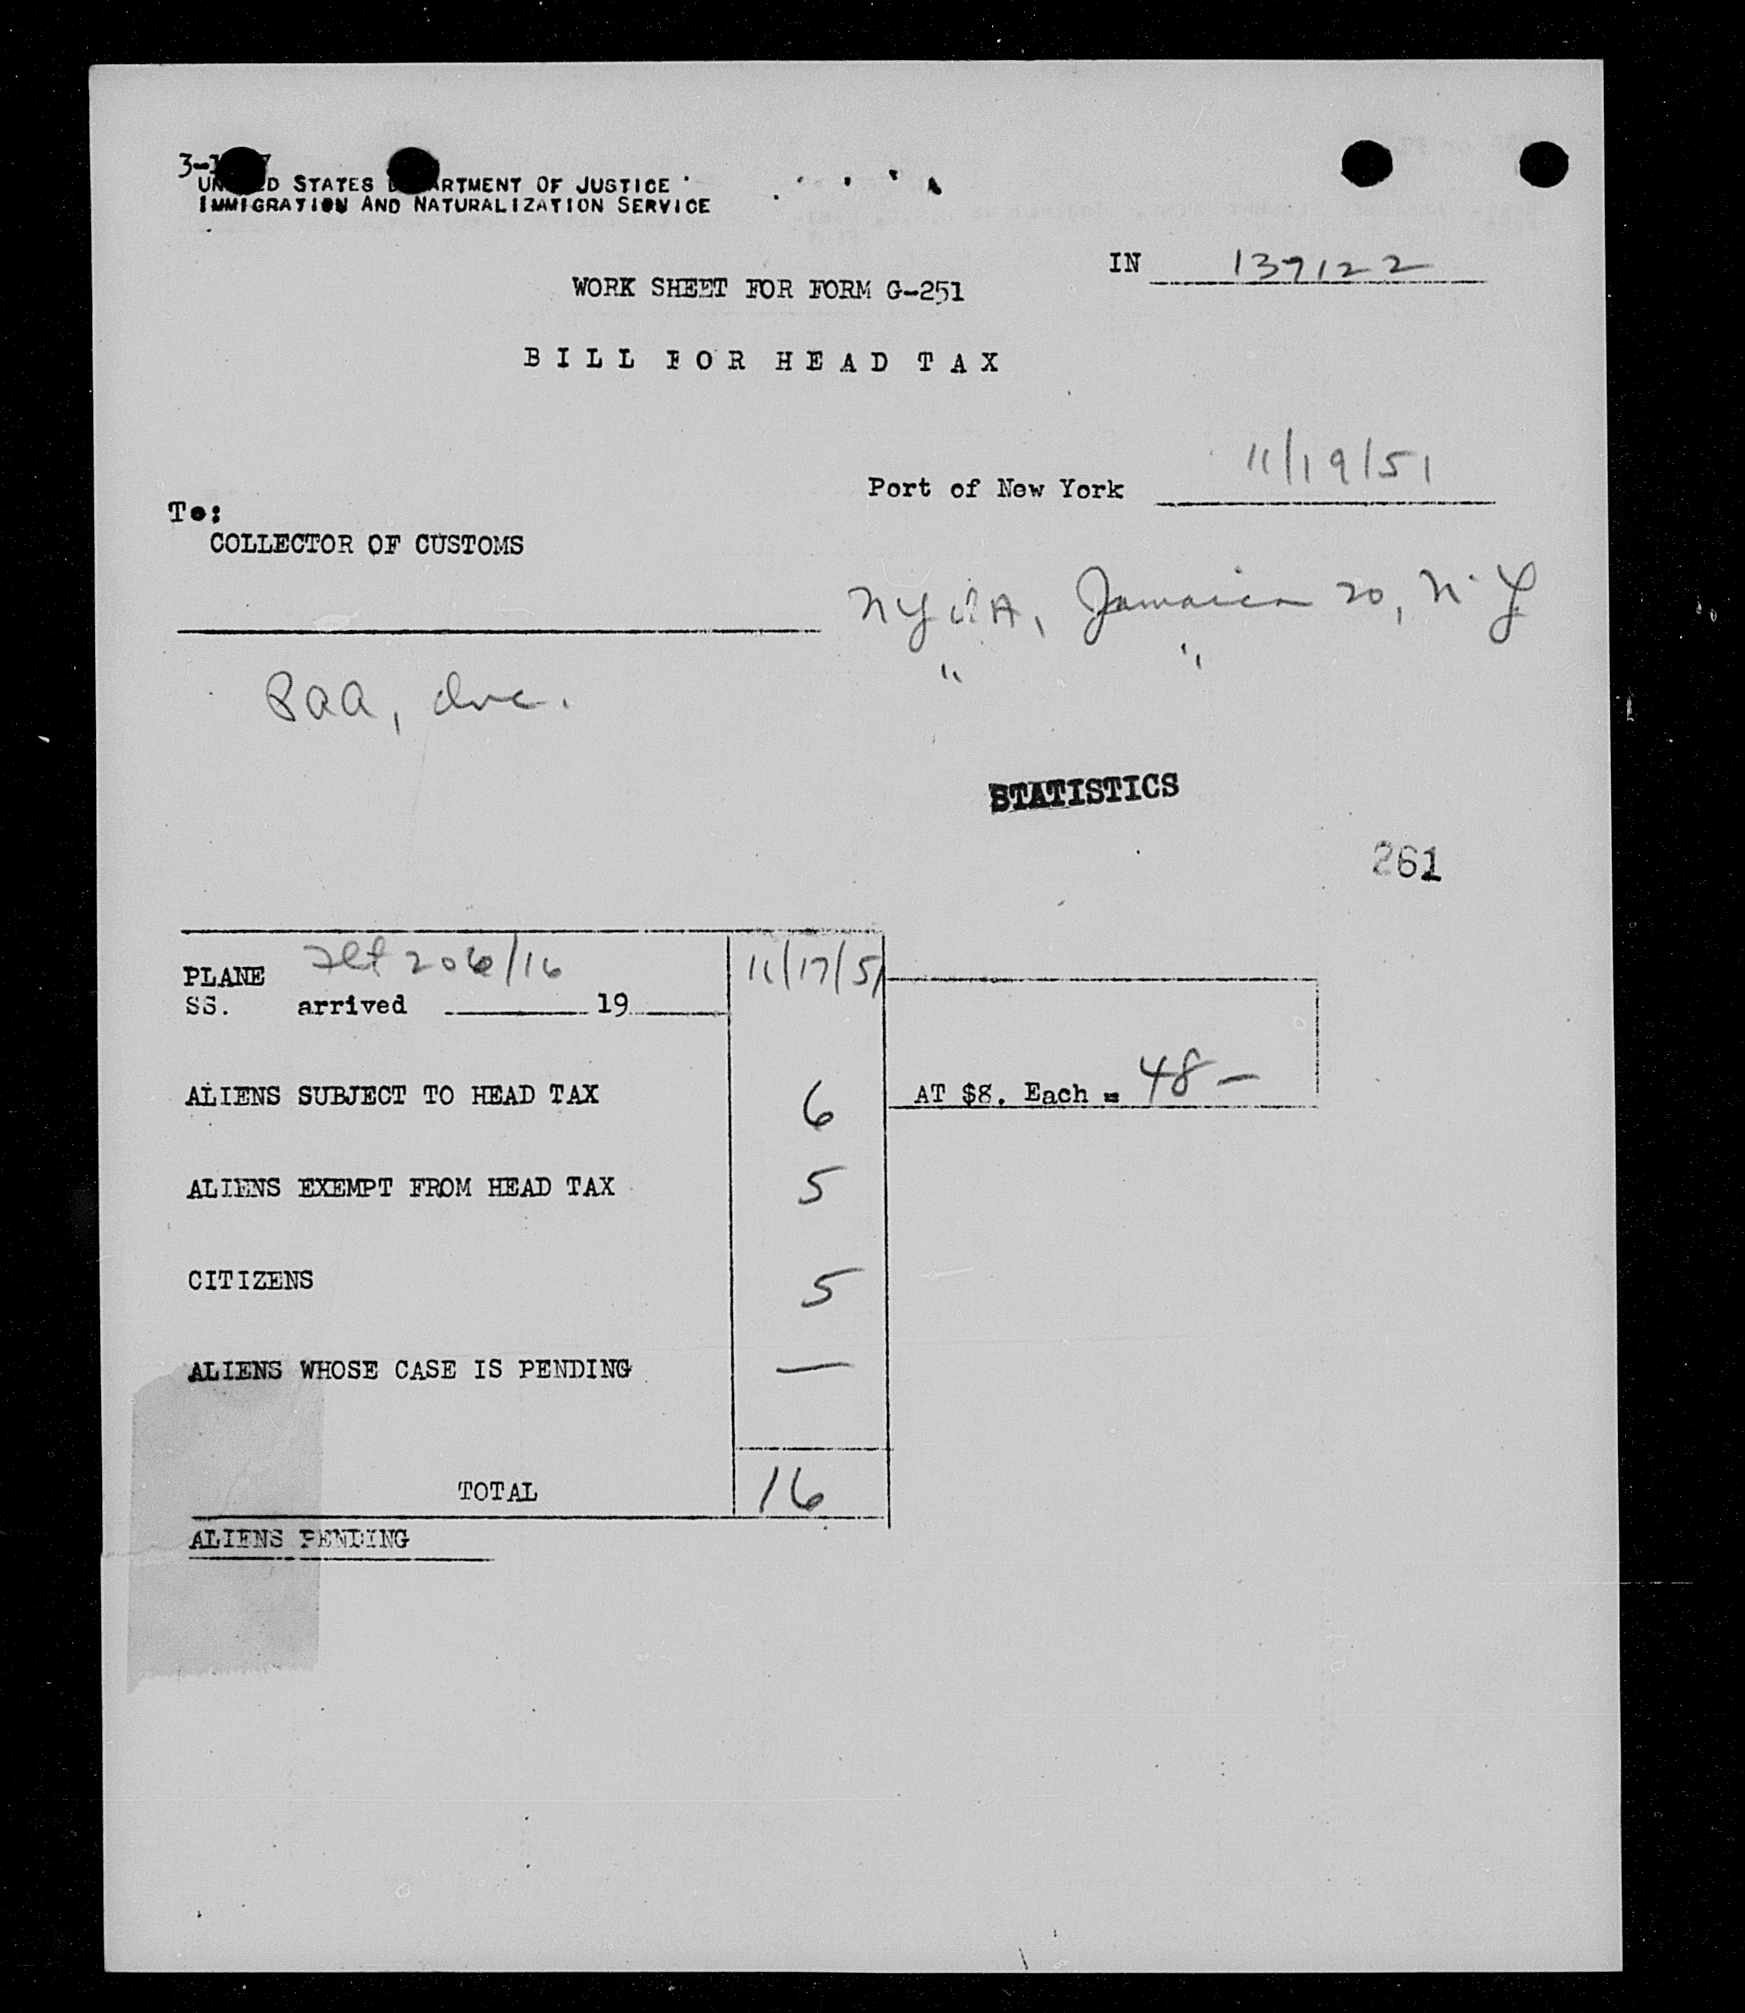 UNITED STATES DEPARTMENT OF JUSTICE
IMMIGRATION AND NATURALIZATION SERVICE
IN 137122
WORK SHEET FOR FORM G-251
BILL FOR HEAD TAX
Port of New York 11/19/51
To:
COLLECTOR OF CUSTOMS
Jamaica 20, N.Y
" "
PAA, Inc.
STATISTICS
261
PLANE Flt 206/16 11/17/51
SS. arrived 19
ALIENS SUBJECT TO HEAD TAX 6 AT $8. Each = 48 —
ALIENS EXEMPT FROM HEAD TAX 5
CITIZENS 5
ALIENS WHOSE CASE IS PENDING —
TOTAL 16
ALIENS PENDING